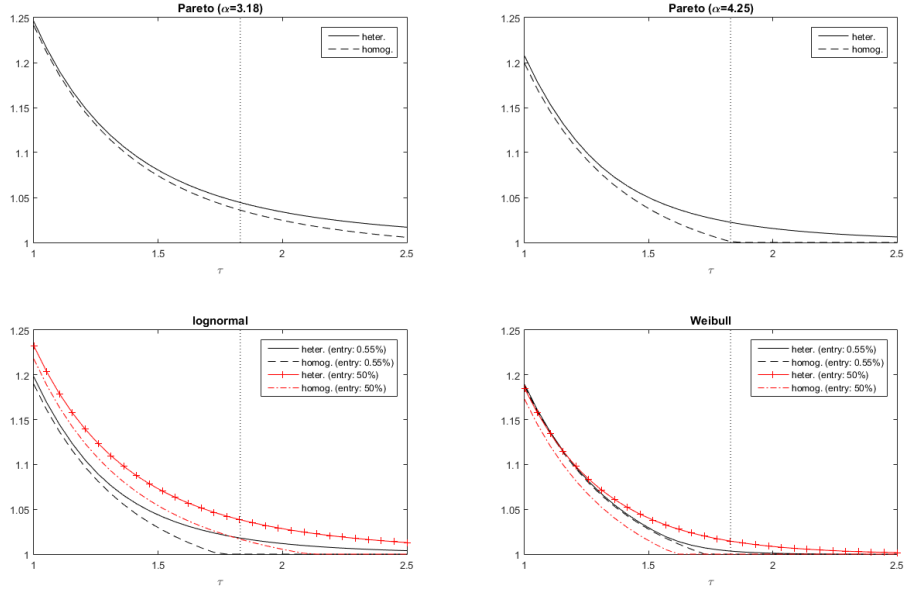 Pareto (α=3.18)
1.25
1.2
1.15
1.1
1.05
1
1
1.5
2
2.5
τ
heter.
homog.
Pareto (α=4.25)
1.25
1.2
1.15
1.1
1.05
1
1
1.5
2
2.5
τ
heter.
homog.
lognormal
1.25
1.2
1.15
1.1
1.05
1
1
1.5
2
2.5
τ
heter. (entry: 0.55%)
homog. (entry: 0.55%)
heter. (entry: 50%)
homog. (entry: 50%)
Weibull
1.25
1.2
1.15
1.1
1.05
1
1
1.5
2
2.5
τ
heter. (entry: 0.55%)
homog. (entry: 0.55%)
heter. (entry: 50%)
homog. (entry: 50%)